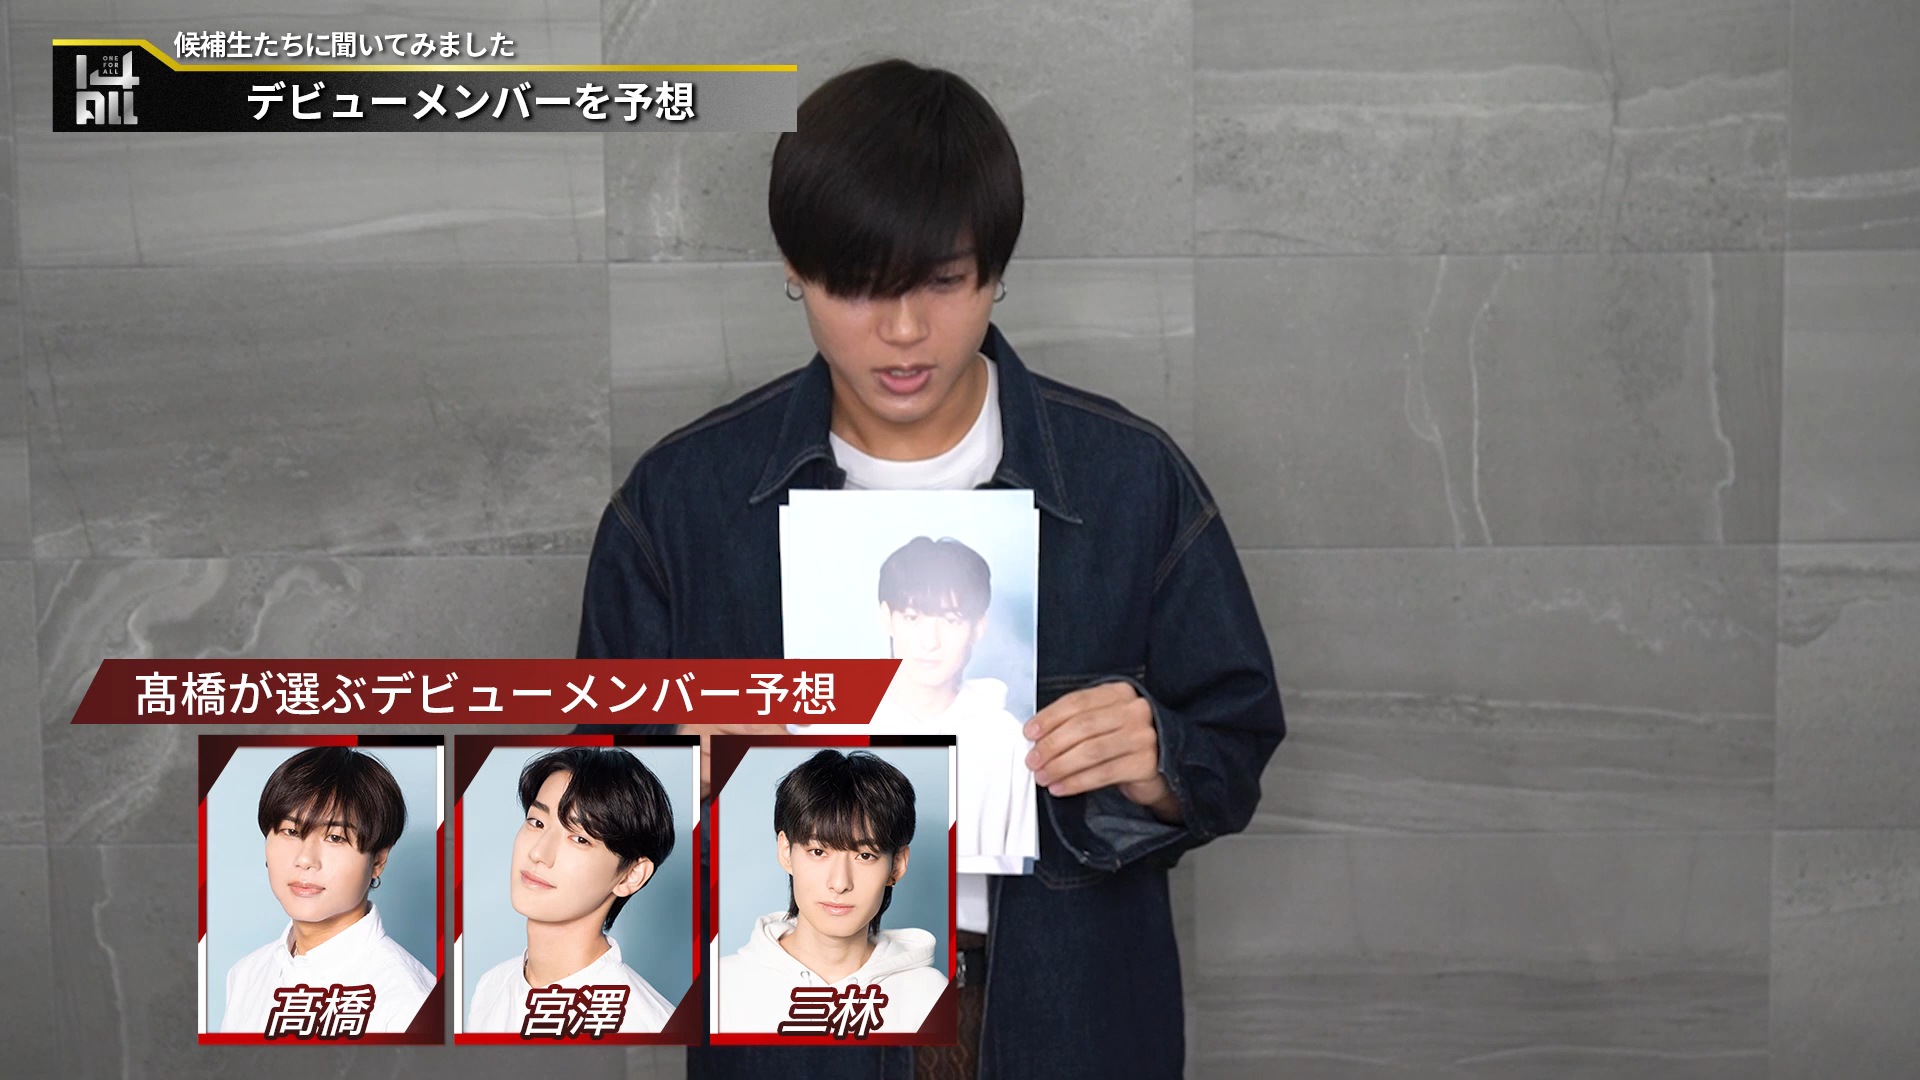 候補生たちに聞いてみました
ONE
FOR
ALL
14
ALL
デビューメンバーを予想
髙橋が選ぶデビューメンバー予想
髙橋
宮澤
三林